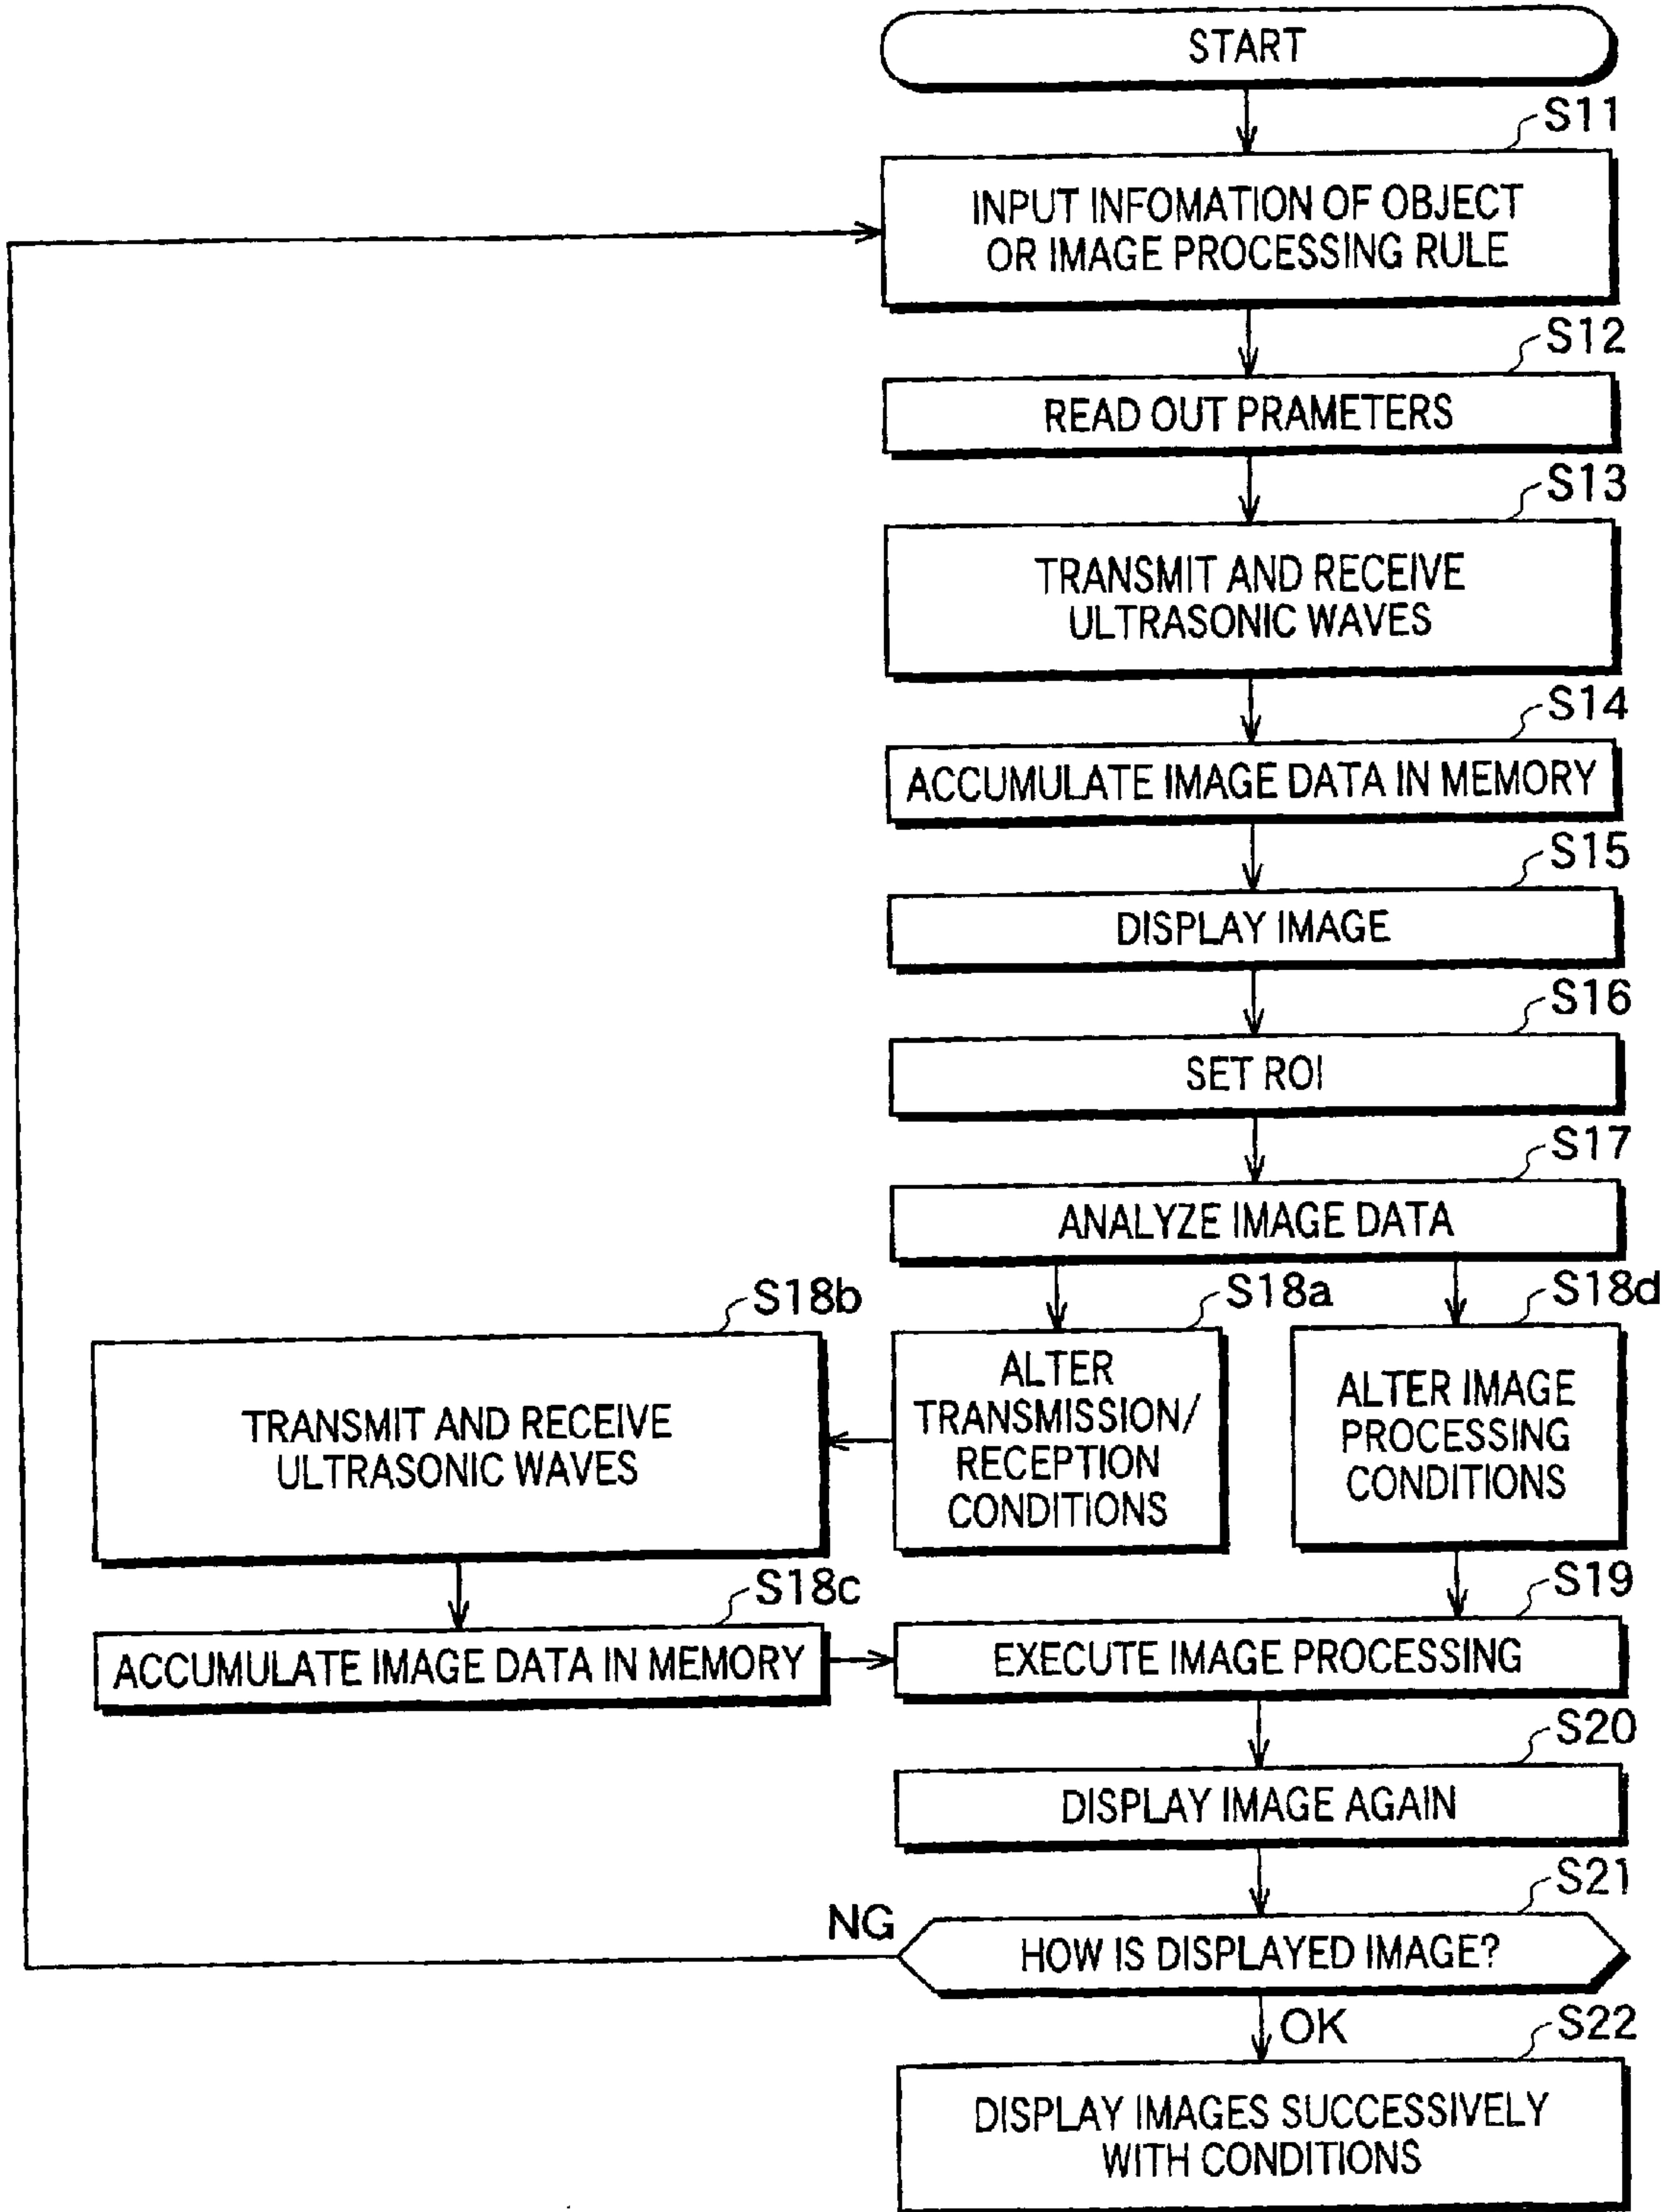 START
S11
INPUT INFOMATION OF OBJECT
OR IMAGE PROCESSING RULE
S12
READ OUT PRAMETERS
S13
TRANSMIT AND RECEIVE
ULTRASONIC WAVES
S14
ACCUMULATE IMAGE DATA IN MEMORY
S15
DISPLAY IMAGE
S16
SET ROI
S17
ANALYZE IMAGE DATA
S18a
ALTER
TRANSMISSION/
RECEPTION
CONDITIONS
S18b
TRANSMIT AND RECEIVE
ULTRASONIC WAVES
S18c
ACCUMULATE IMAGE DATA IN MEMORY
S18d
ALTER IMAGE
PROCESSING
CONDITIONS
S19
EXECUTE IMAGE PROCESSING
S20
DISPLAY IMAGE AGAIN
S21
HOW IS DISPLAYED IMAGE?
NG
OK
S22
DISPLAY IMAGES SUCCESSIVELY
WITH CONDITIONS